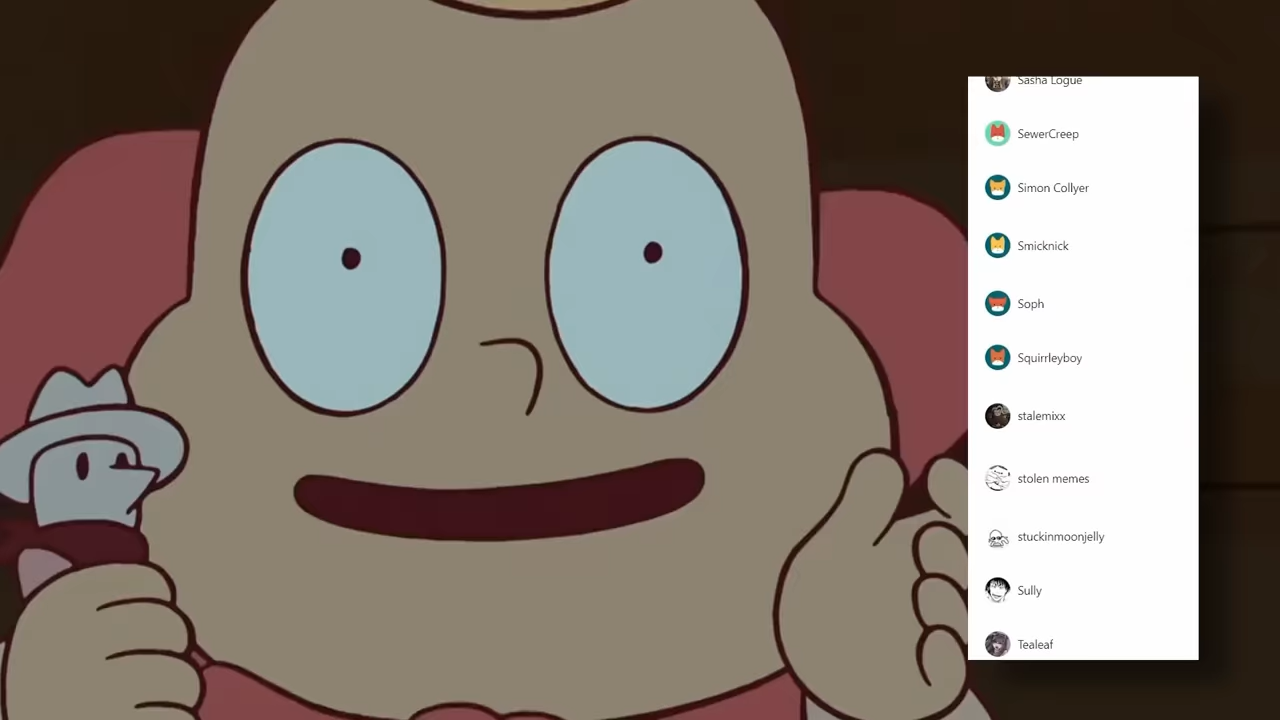 Sasha Logue
SewerCreep
Simon Collyer
Smicknick
Soph
Squirrleyboy
stalemixx
stolen memes
stuckinmoonjelly
Sully
Tealeaf